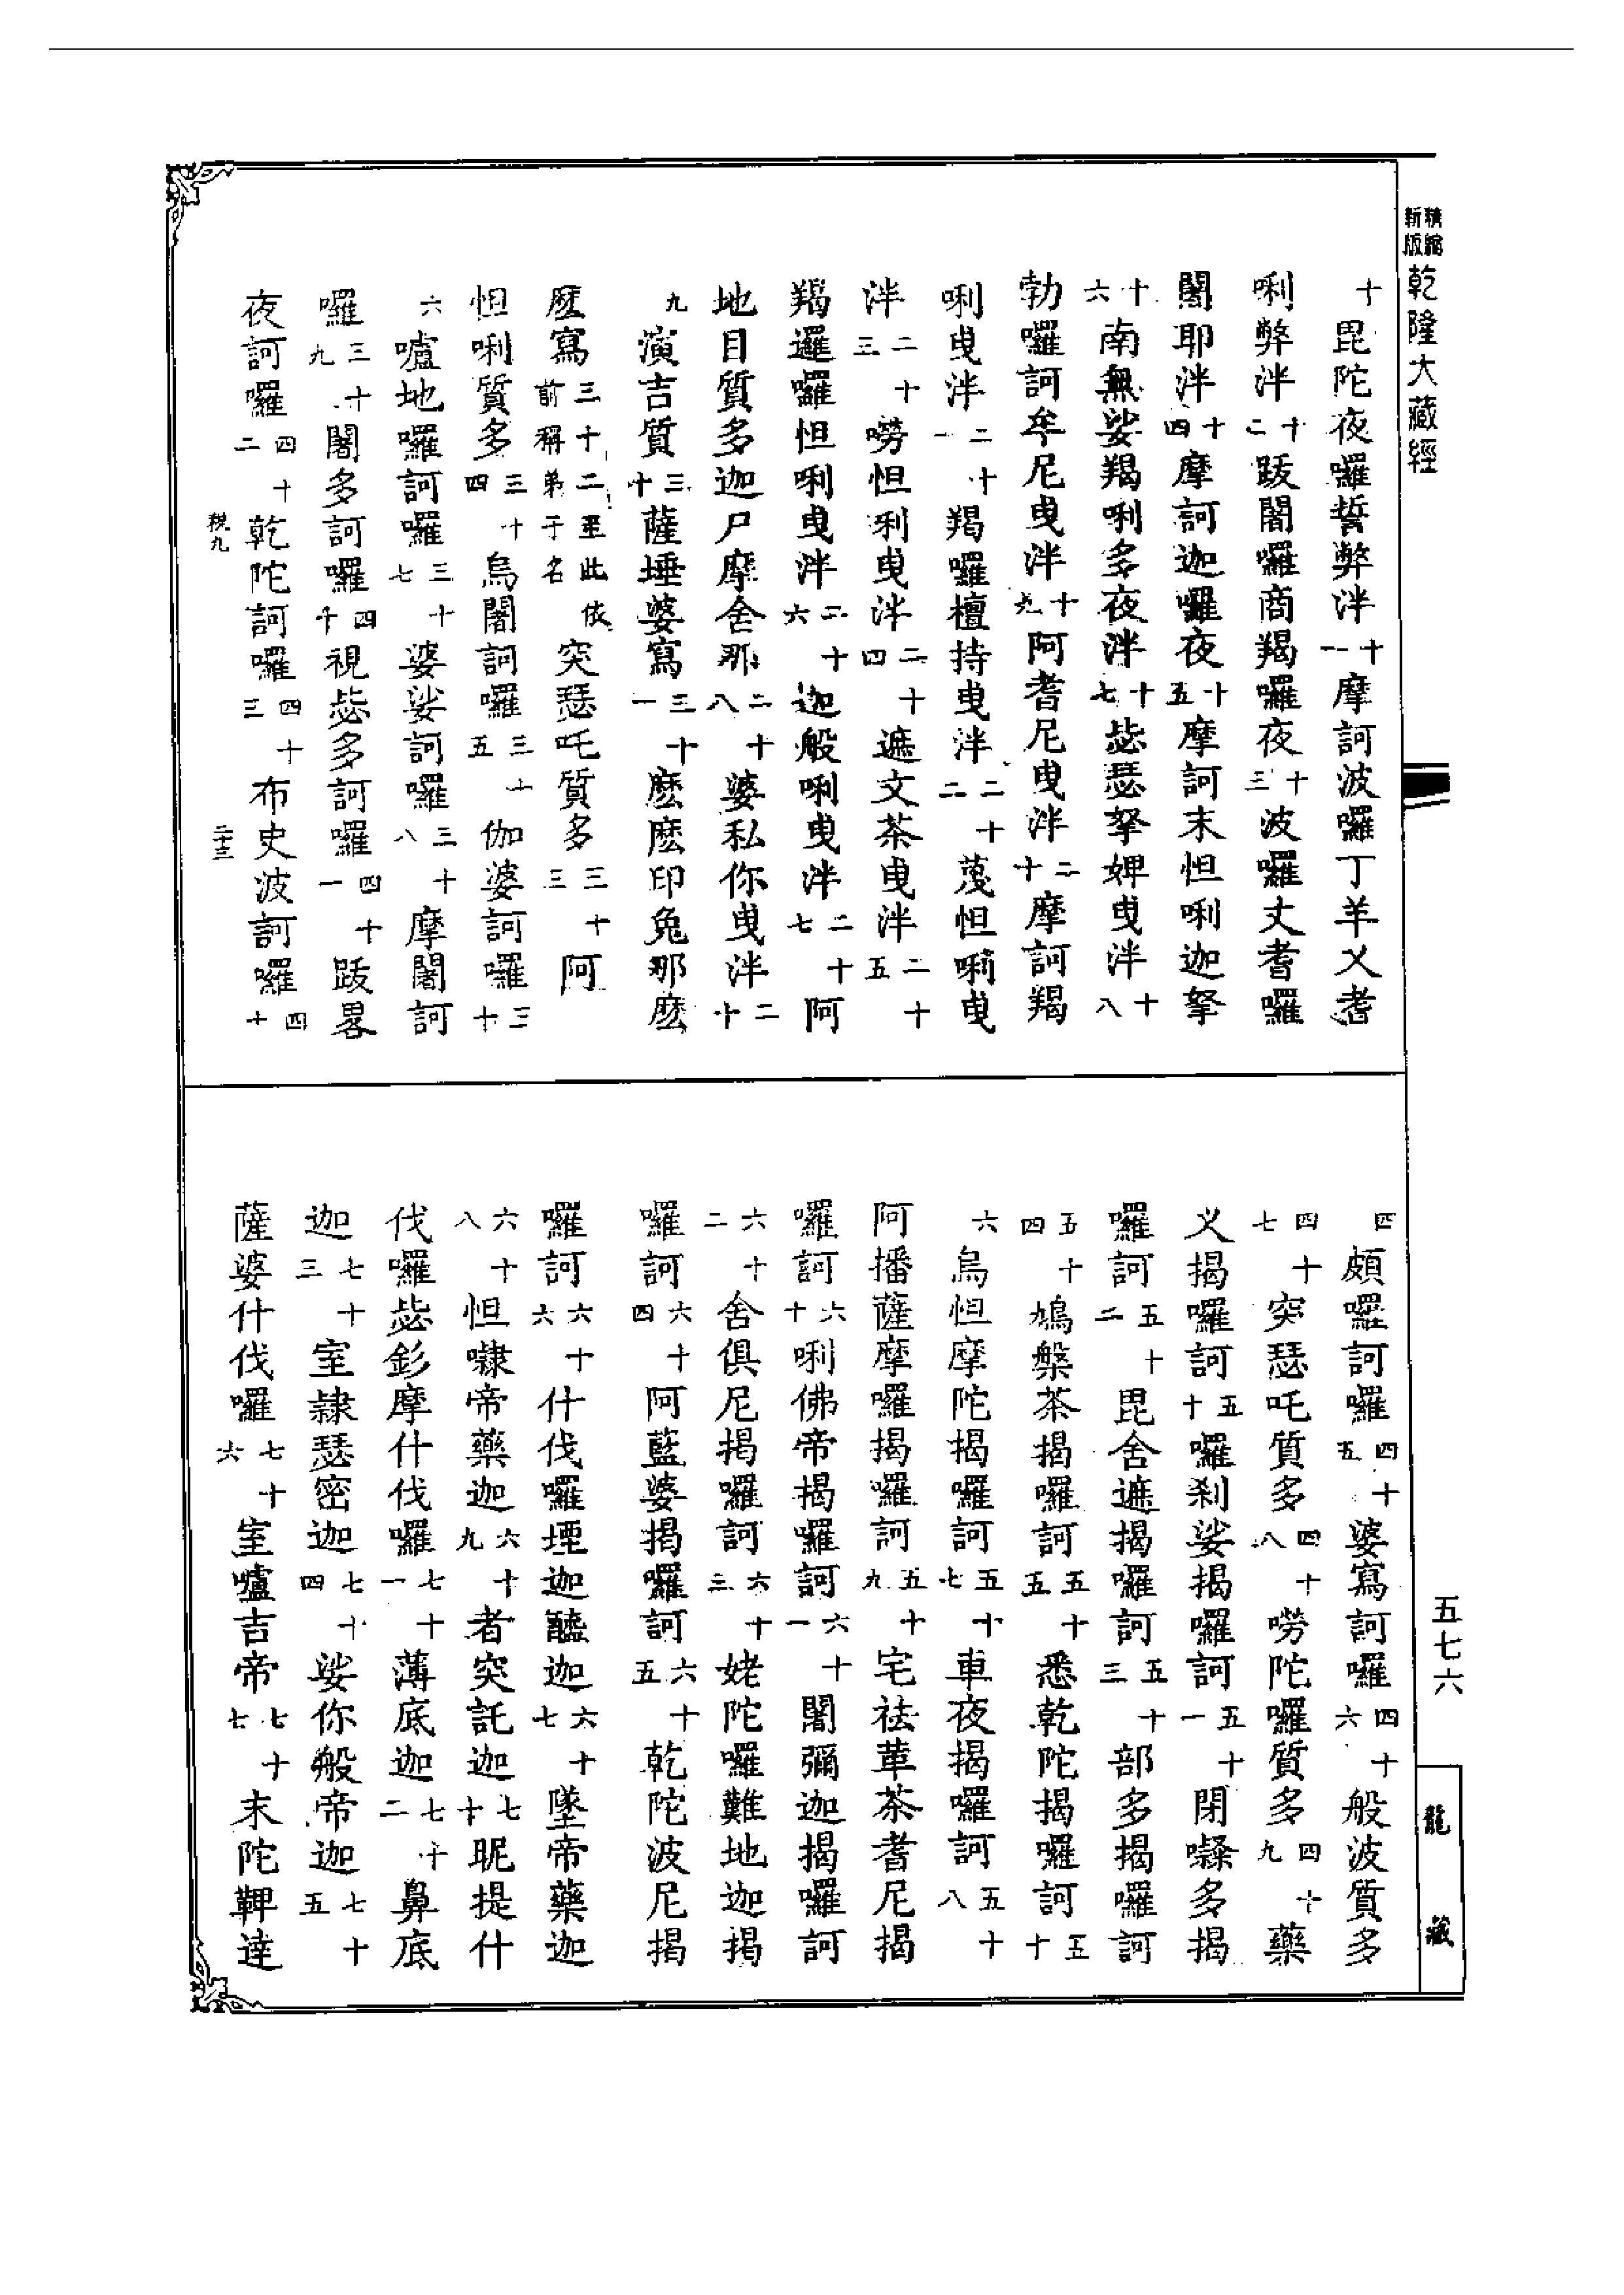 精縮新版
乾隆大藏經
十毘陀夜囉誓弊泮十一摩訶波囉丁羊乂耆
唎弊泮十二跋闍囉商羯囉夜十三波囉丈耆囉
闍耶泮十四摩訶迦囉夜十五摩訶末怛唎迦拏
十六南無娑羯唎多夜泮十七毖瑟拏婢曳泮十八
勃囉訶牟尼曳泮十九阿耆尼曳泮二十摩訶羯
唎曳泮二十一羯囉檀持曳泮二十二蔑怛唎曳
泮二十三嘮怛唎曳泮二十四遮文茶曳泮二十五
羯邏囉怛唎曳泮二十六迦般唎曳泮二十七阿
地目質多迦尸摩舍那二十八婆私你曳泮二十
九演吉質三十薩埵婆寫三十一麼麼印兔那麼
麼寫三十二至此依前稱弟子名突瑟吒質多三十三阿
怛唎質多三十四烏闍訶囉三十五伽婆訶囉三十
六嚧地囉訶囉三十七婆娑訶囉三十八摩闍訶
囉三十九闍多訶囉四十視毖多訶囉四十一跋畧
夜訶囉四十二乾陀訶囉四十三布史波訶囉四十
稅九
二十三
四頗囉訶囉四十五婆寫訶囉四十六般波質多
四十七突瑟吒質多四十八嘮陀囉質多四十九藥
义揭囉訶五十囉剎娑揭囉訶五十一閉㘈多揭
囉訶五十二毘舍遮揭囉訶五十三部多揭囉訶
五十四鳩槃茶揭囉訶五十五悉乾陀揭囉訶五十
六烏怛摩陀揭囉訶五十七車夜揭囉訶五十八
阿播薩摩囉揭囉訶五十九宅祛革茶耆尼揭
囉訶六十唎佛帝揭囉訶六十一闍彌迦揭囉訶
六十二舍俱尼揭囉訶六十三姥陀囉難地迦揭
囉訶六十四阿藍婆揭囉訶六十五乾陀波尼揭
囉訶六十六什伐囉堙迦醯迦六十七墜帝藥迦
六十八怛㘑帝藥迦六十九者突託迦七十昵提什
伐囉毖釤摩什伐囉七十一薄底迦七十二鼻底
迦七十三室隸瑟密迦七十四娑你般帝迦七十五
薩婆什伐囉七十六室嚧吉帝七十七末陀鞞達
五七六
龍藏